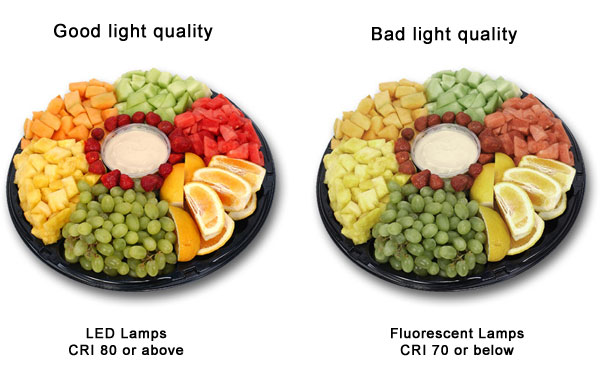 Good light quality
Bad light quality
LED Lamps
CRI 80 or above
Fluorescent Lamps
CRI 70 or below